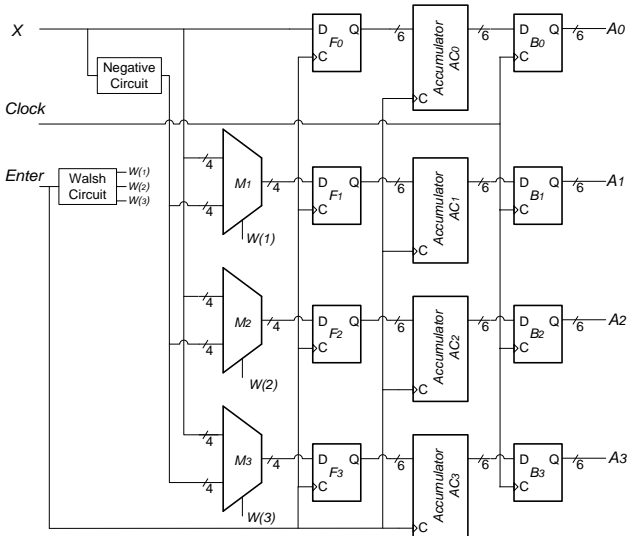 X
D Q
F0
C
6
Accumulator
AC0
C
6
D Q
B0
C
6
A0
Negative
Circuit
Clock
Enter
Walsh
Circuit
W(1)
W(2)
W(3)
4
4
M1
4
W(1)
D Q
F1
C
6
Accumulator
AC1
C
6
D Q
B1
C
6
A1
4
4
M2
4
W(2)
D Q
F2
C
6
Accumulator
AC2
C
6
D Q
B2
C
6
A2
4
4
M3
4
W(3)
D Q
F3
C
6
Accumulator
AC3
C
6
D Q
B3
C
6
A3